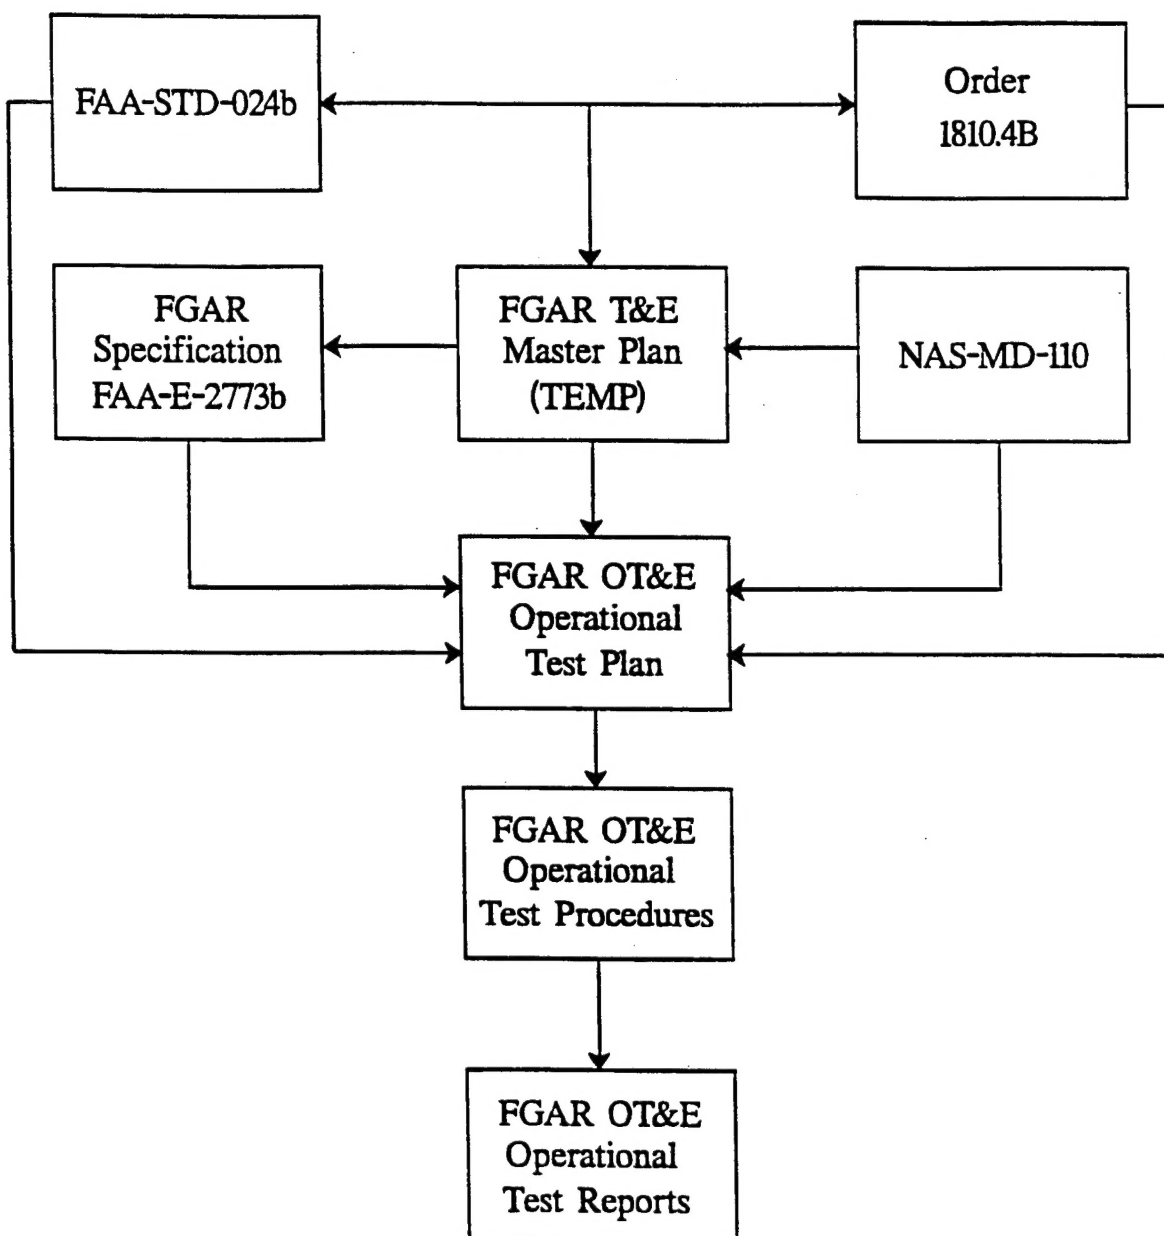 FAA-STD-024b
Order
1810.4B
FGAR
Specification
FAA-E-2773b
FGAR T&E
Master Plan
(TEMP)
NAS-MD-110
FGAR OT&E
Operational
Test Plan
FGAR OT&E
Operational
Test Procedures
FGAR OT&E
Operational
Test Reports